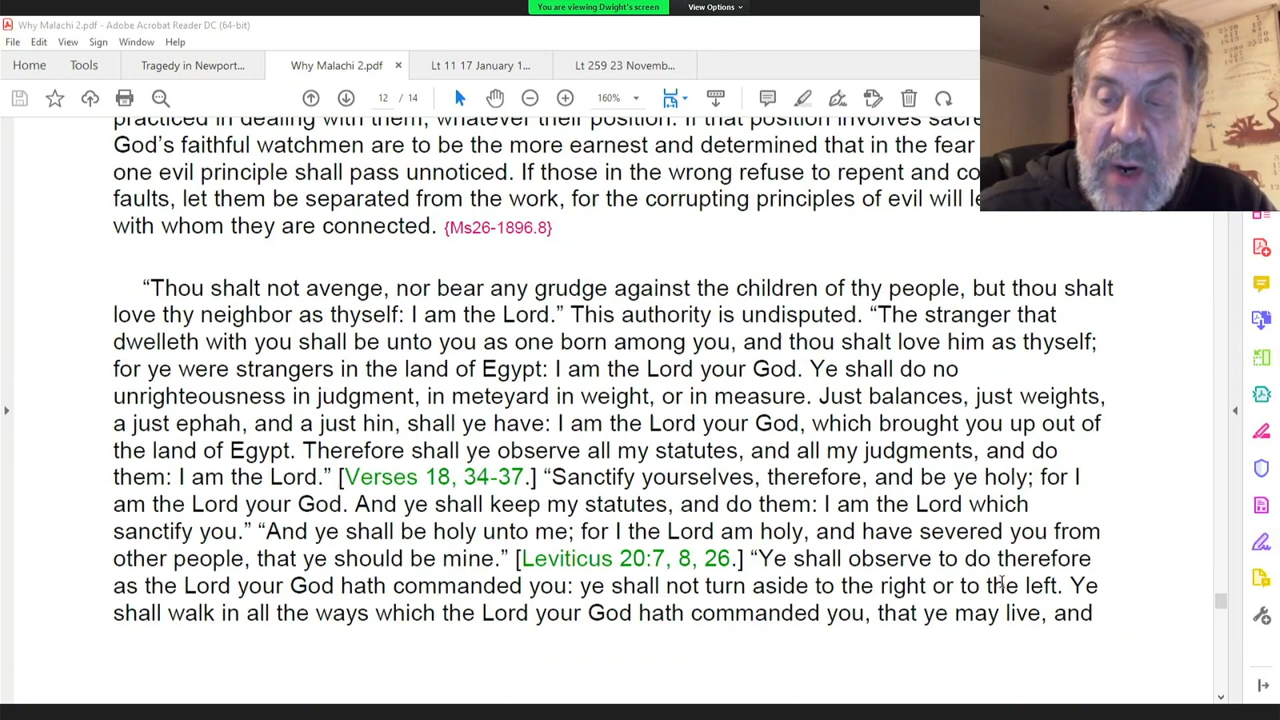 You are viewing Dwight's screen
View Options
Why Malachi 2.pdf - Adobe Acrobat Reader DC (64-bit)
File Edit View Sign Window Help
Home Tools Tragedy in Newport... Why Malachi 2.pdf Lt 11 17 January 1... Lt 259 23 Novemb...
12 / 14 160%
practiced in dealing with them, whatever their position. If that position involves sacre
God's faithful watchmen are to be the more earnest and determined that in the fear
one evil principle shall pass unnoticed. If those in the wrong refuse to repent and co
faults, let them be separated from the work, for the corrupting principles of evil will le
with whom they are connected. {Ms26-1896.8}
“Thou shalt not avenge, nor bear any grudge against the children of thy people, but thou shalt
love thy neighbor as thyself: I am the Lord.” This authority is undisputed. “The stranger that
dwelleth with you shall be unto you as one born among you, and thou shalt love him as thyself;
for ye were strangers in the land of Egypt: I am the Lord your God. Ye shall do no
unrighteousness in judgment, in meteyard in weight, or in measure. Just balances, just weights,
a just ephah, and a just hin, shall ye have: I am the Lord your God, which brought you up out of
the land of Egypt. Therefore shall ye observe all my statutes, and all my judgments, and do
them: I am the Lord.” [Verses 18, 34-37.] “Sanctify yourselves, therefore, and be ye holy; for I
am the Lord your God. And ye shall keep my statutes, and do them: I am the Lord which
sanctify you.” “And ye shall be holy unto me; for I the Lord am holy, and have severed you from
other people, that ye should be mine.” [Leviticus 20:7, 8, 26.] “Ye shall observe to do therefore
as the Lord your God hath commanded you: ye shall not turn aside to the right or to the left. Ye
shall walk in all the ways which the Lord your God hath commanded you, that ye may live, and